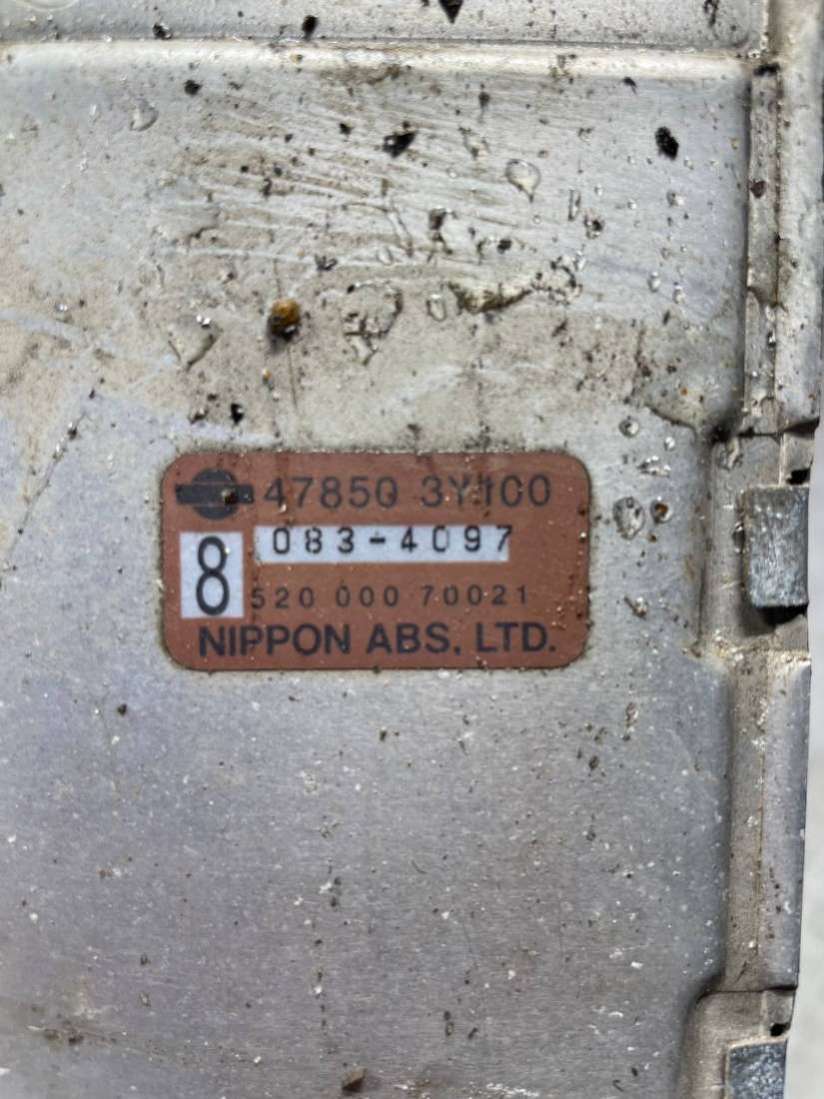 47850 3Y100
083-4097
8
520 000 70021
NIPPON ABS, LTD.